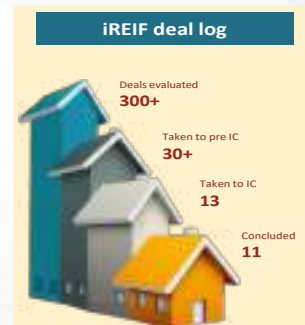 iREIF deal log
Deals evaluated
300+
Taken to pre IC
30+
Taken to IC
13
Concluded
11